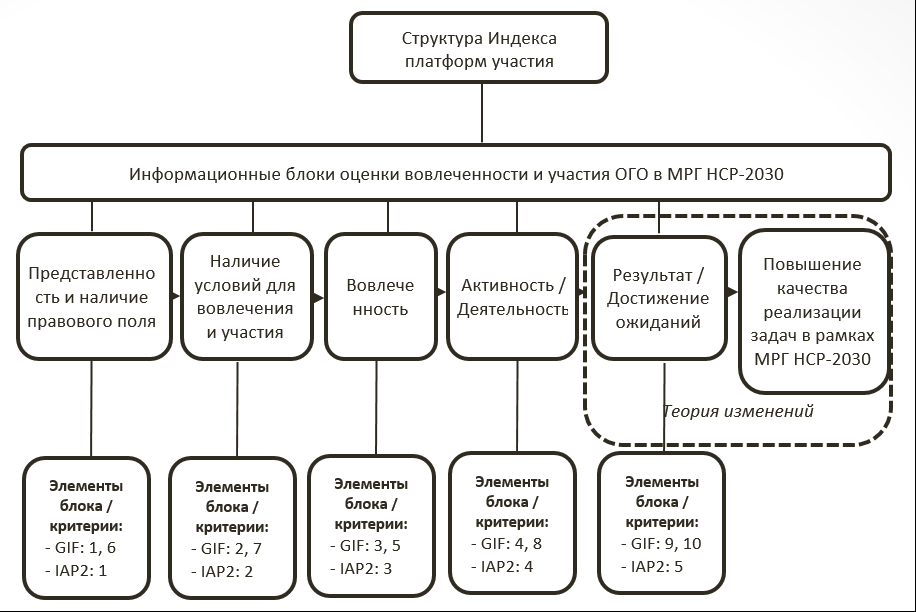 Структура Индекса
платформ участия
Информационные блоки оценки вовлеченности и участия ОГО в МРГ НСР-2030
Представленно
сть и наличие
правового поля
Наличие
условий для
вовлечения
и участия
Вовлече
нность
Активность /
Деятельность
Результат /
Достижение
ожиданий
Повышение
качества
реализации
задач в рамках
МРГ НСР-2030
Теория изменений
Элементы
блока /
критерии:
- GIF: 1, 6
- IAP2: 1
Элементы
блока /
критерии:
- GIF: 2, 7
- IAP2: 2
Элементы
блока /
критерии:
- GIF: 3, 5
- IAP2: 3
Элементы
блока /
критерии:
- GIF: 4, 8
- IAP2: 4
Элементы
блока /
критерии:
- GIF: 9, 10
- IAP2: 5